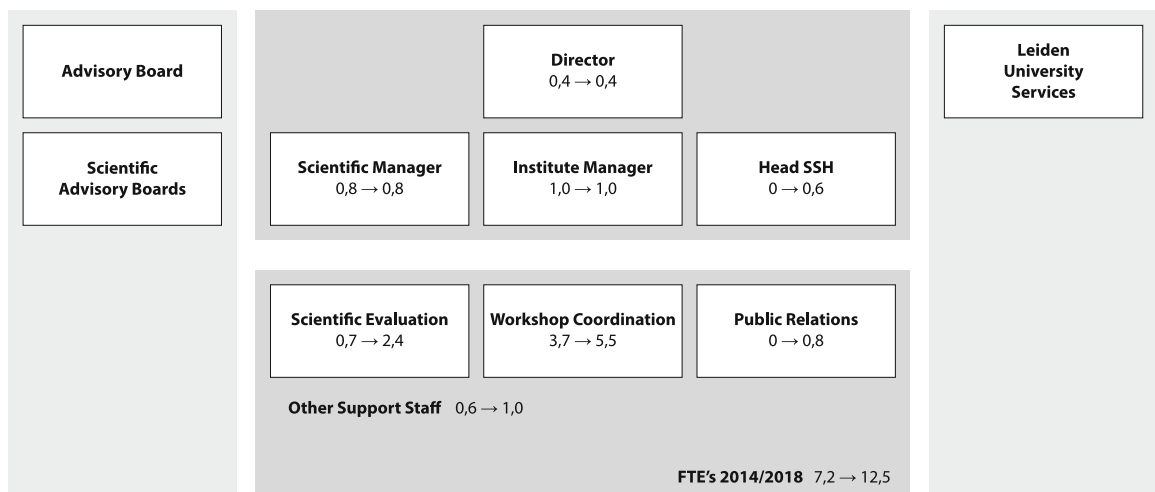 Advisory Board
Scientific
Advisory Boards
Director
0,4 → 0,4
Scientific Manager
0,8 → 0,8
Institute Manager
1,0 → 1,0
Head SSH
0 → 0,6
Scientific Evaluation
0,7 → 2,4
Workshop Coordination
3,7 → 5,5
Public Relations
0 → 0,8
Other Support Staff 0,6 → 1,0
FTE's 2014/2018 7,2 → 12,5
Leiden
University
Services